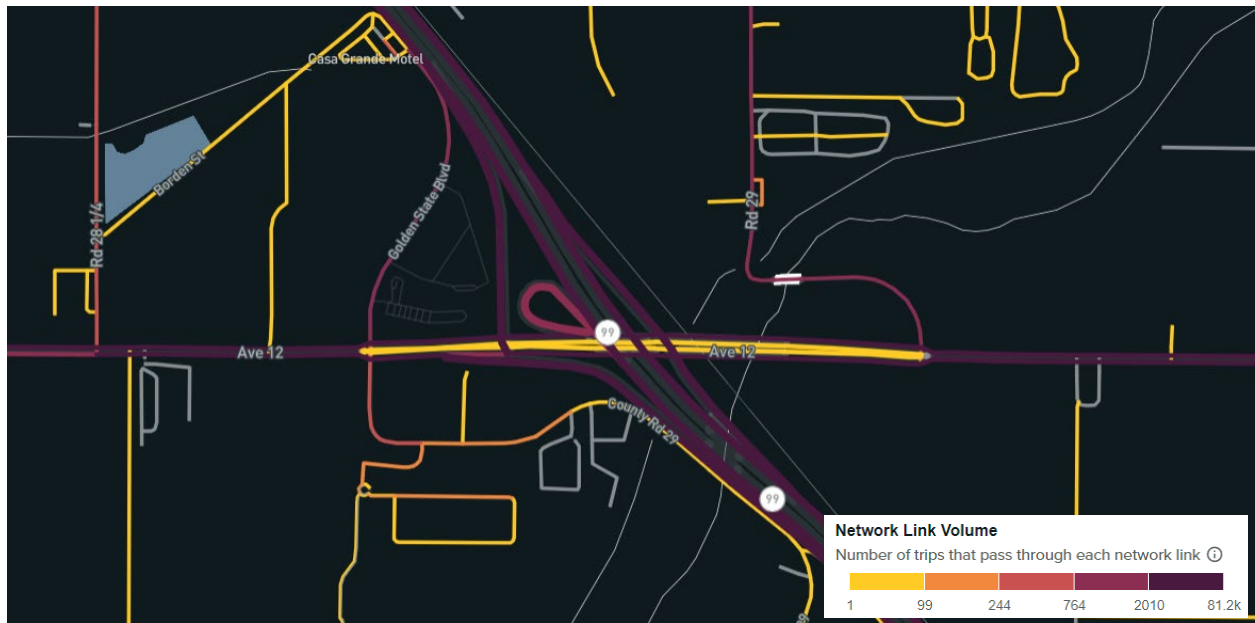 Casa Grande Motel
Borden St
Rd 28-1/4
Golden State Blvd
Rd 29
99
Ave 12
Ave 12
County Rd 29
99
Network Link Volume
Number of trips that pass through each network link
1 99 244 764 2010 81.2k